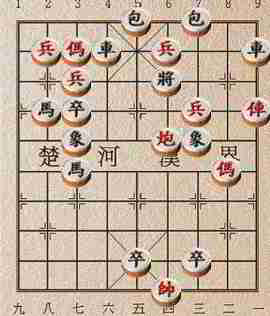 1 2 3 4 5 6 7 8 9
包 包
兵 傌 車 兵 車
兵 將
馬 卒 兵 俥
象 炮 象
楚 河 漢 界
馬 傌
卒 卒
帥
九 八 七 六 五 四 三 二 一